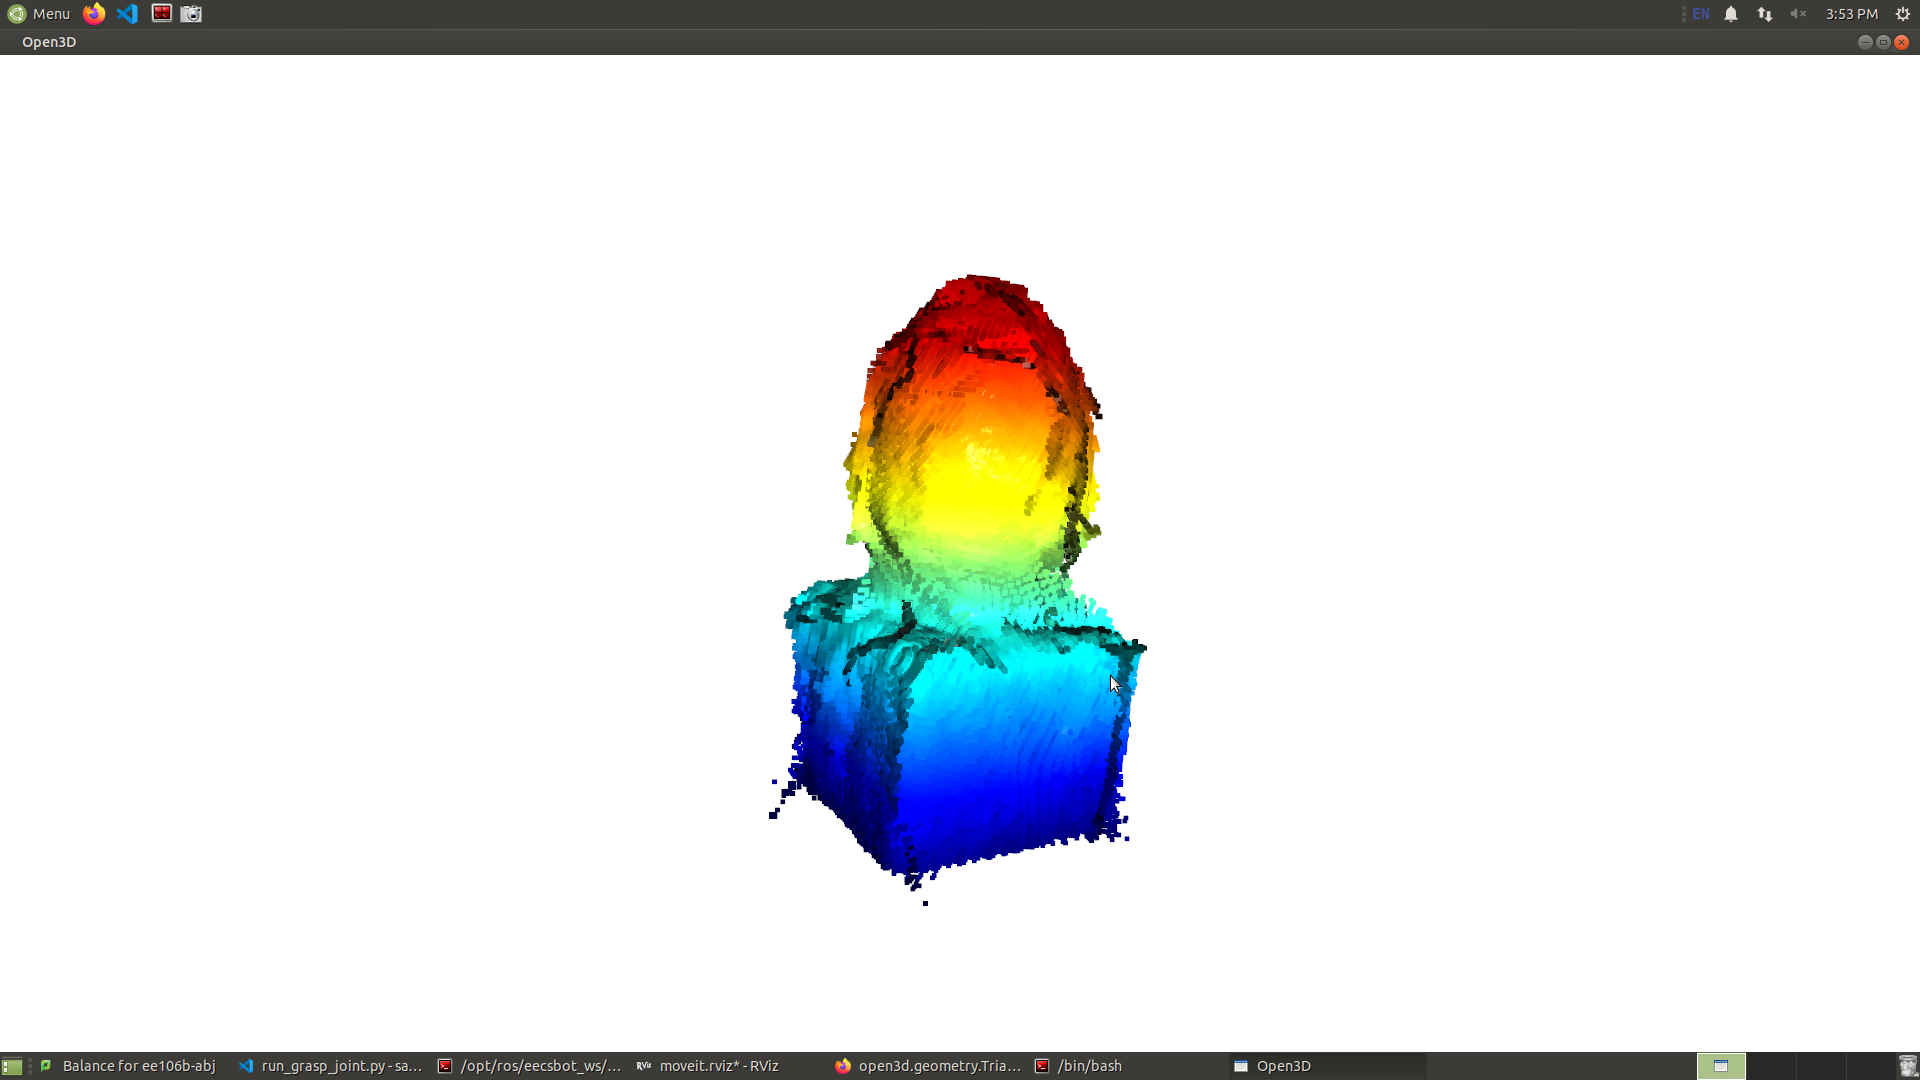 Menu
EN
3:53 PM
Open3D
Balance for ee106b-abj
run_grasp_joint.py - sa...
/opt/ros/eecsbot_ws/...
RViz
moveit.rviz* - RViz
open3d.geometry.Tria...
/bin/bash
Open3D